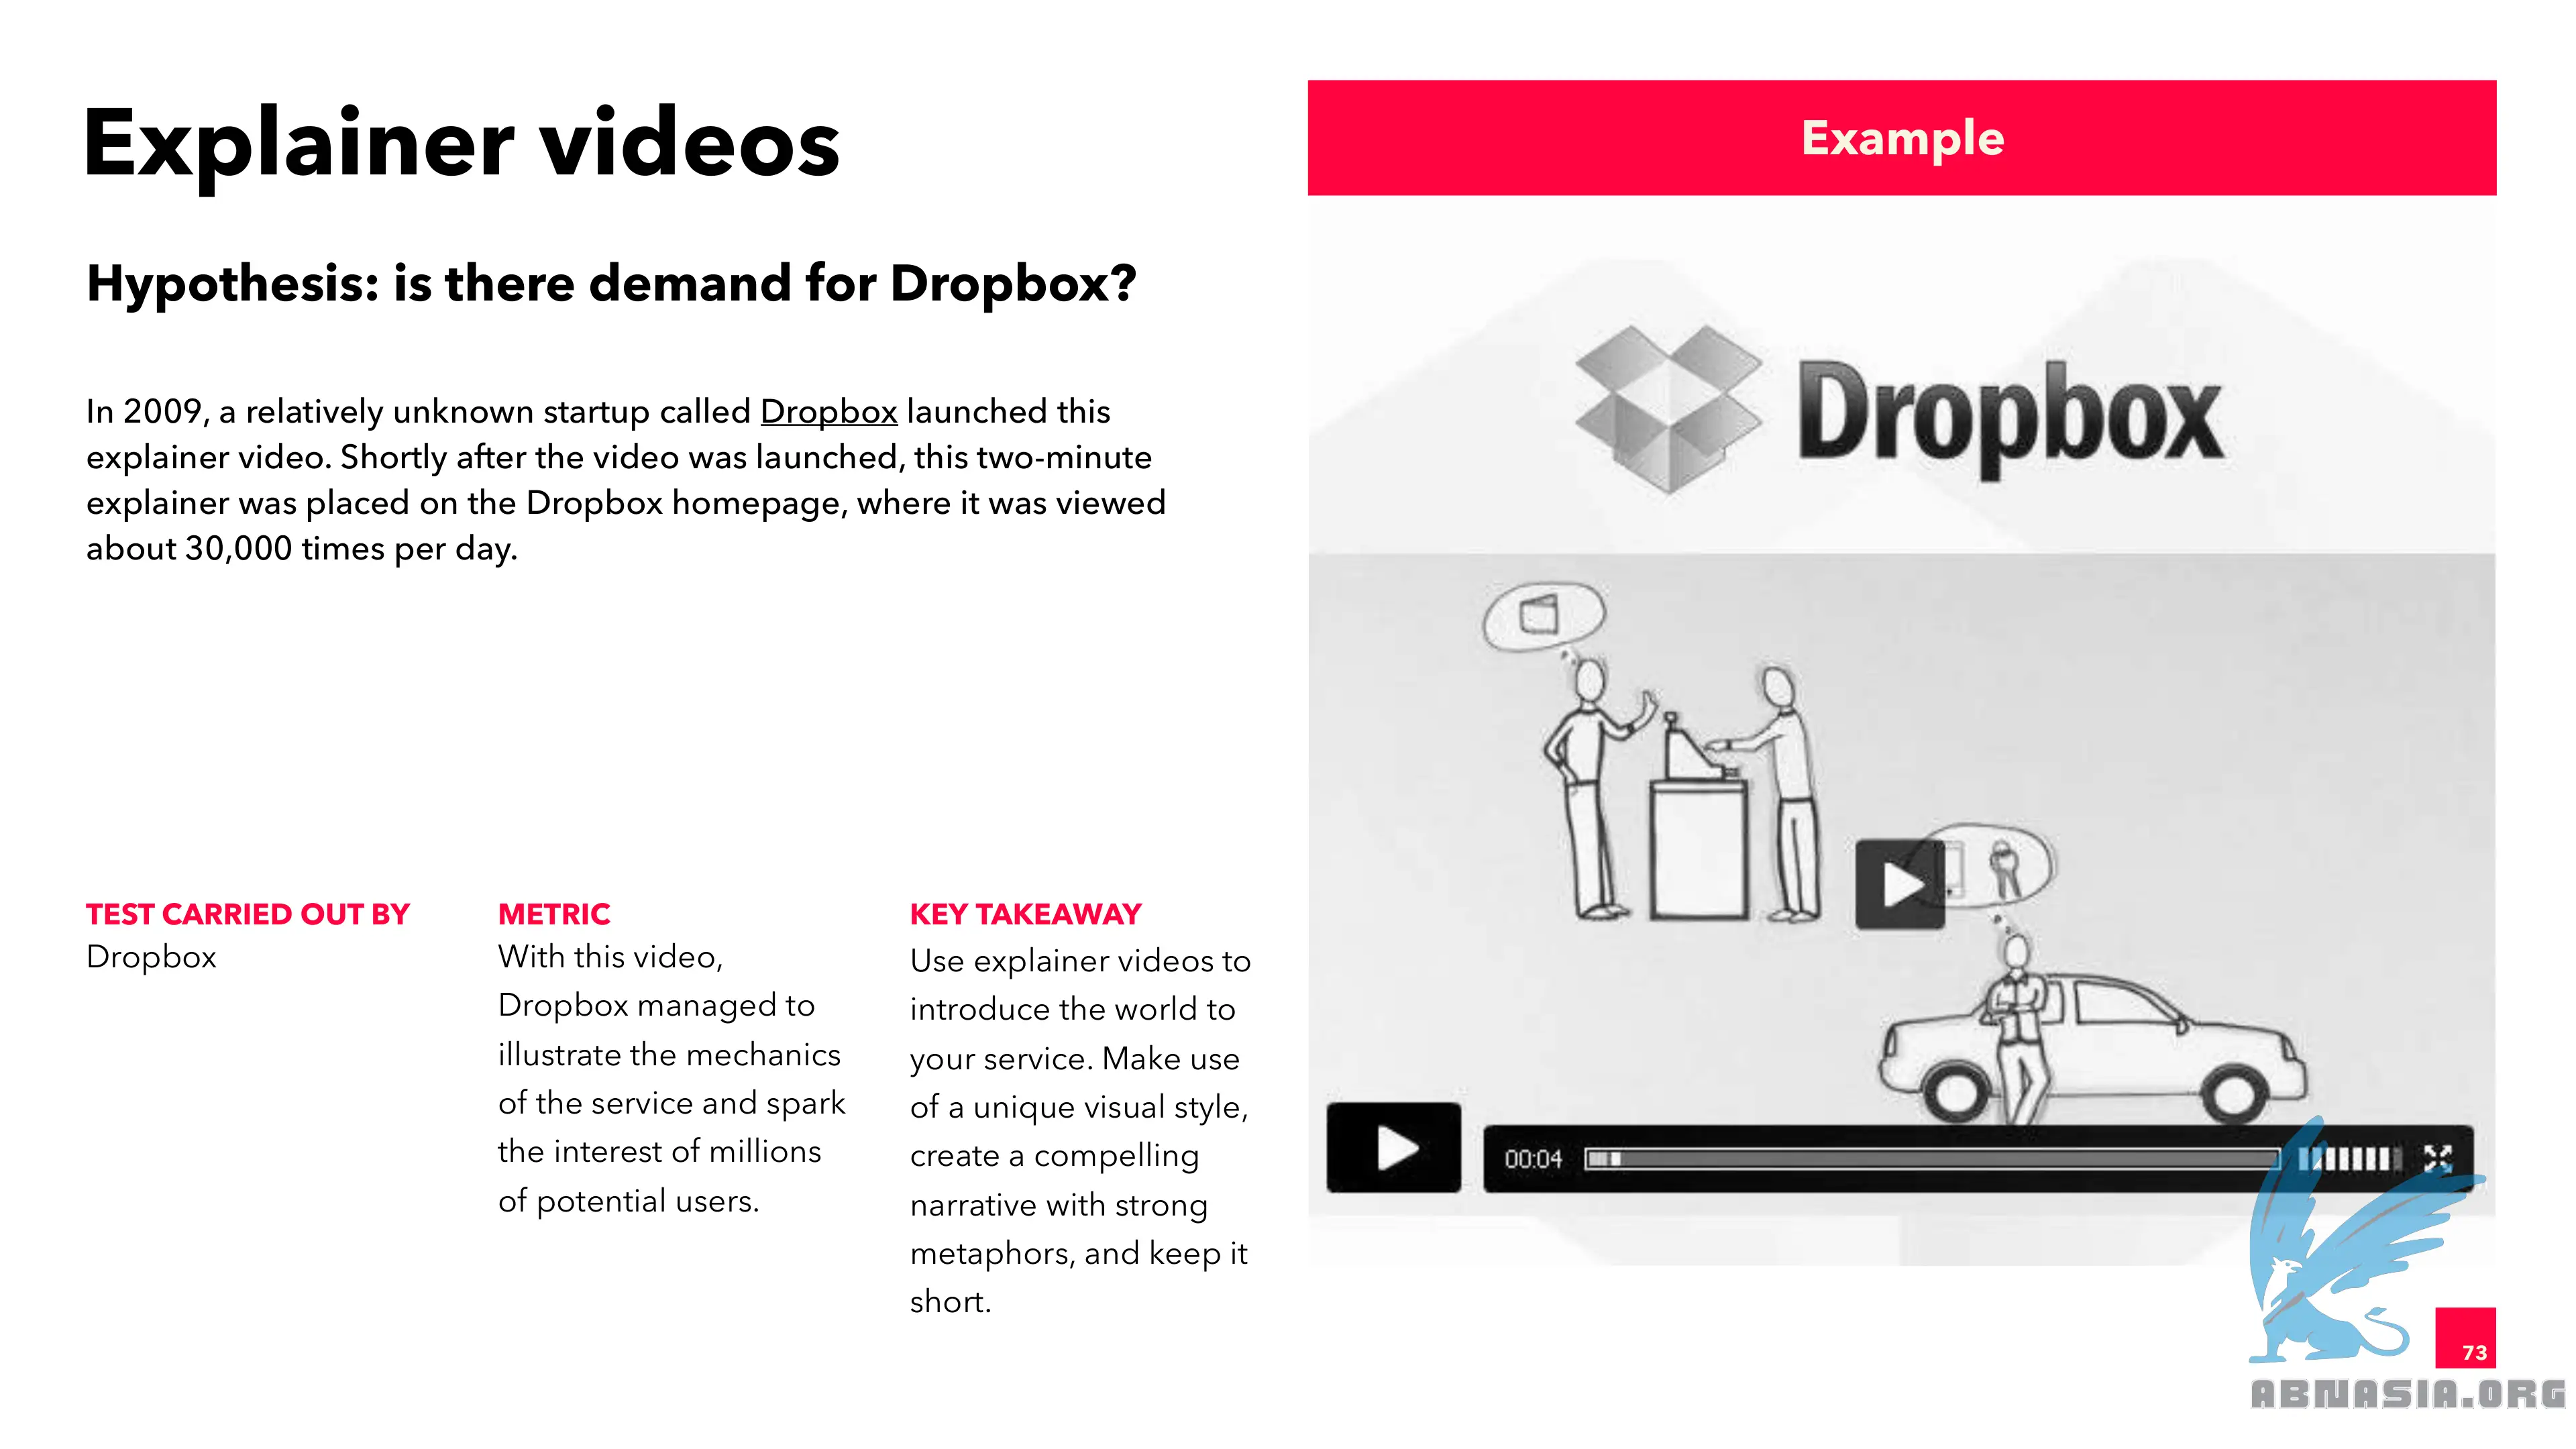 Explainer videos
Hypothesis: is there demand for Dropbox?
In 2009, a relatively unknown startup called Dropbox launched this
explainer video. Shortly after the video was launched, this two-minute
explainer was placed on the Dropbox homepage, where it was viewed
about 30,000 times per day.
TEST CARRIED OUT BY
Dropbox
METRIC
With this video,
Dropbox managed to
illustrate the mechanics
of the service and spark
the interest of millions
of potential users.
KEY TAKEAWAY
Use explainer videos to
introduce the world to
your service. Make use
of a unique visual style,
create a compelling
narrative with strong
metaphors, and keep it
short.
Example
Dropbox
00:04
73
ABNASIA.ORG